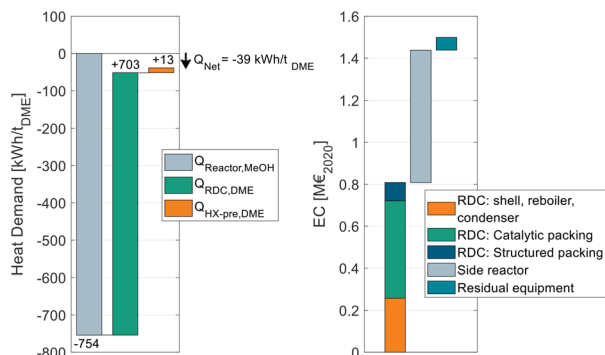 100
0
-100
-200
-300
-400
-500
-600
-700
-800
Heat Demand [kWh/t_DME]
+703
+13
-754
Q_Net = -39 kWh/t_DME
Q_Reactor,MeOH
Q_RDC,DME
Q_HX-pre,DME
1.6
1.4
1.2
1
0.8
0.6
0.4
0.2
0
EC [M€_2020]
RDC: shell, reboiler,
condenser
RDC: Catalytic packing
RDC: Structured packing
Side reactor
Residual equipment